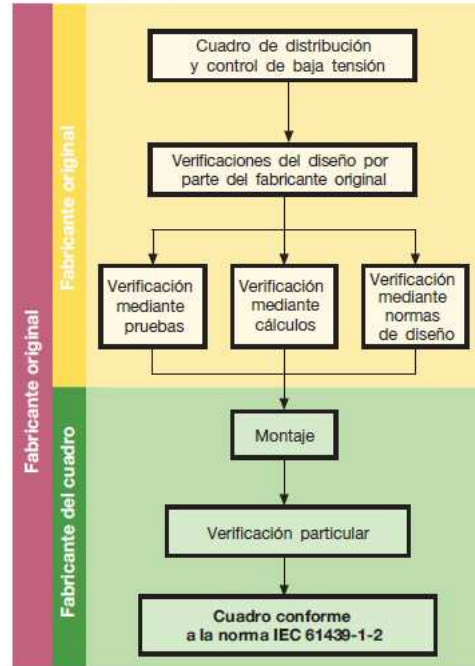 Fabricante original
Fabricante original
Fabricante del cuadro
Cuadro de distribución
y control de baja tensión
Verificaciones del diseño por
parte del fabricante original
Verificación
mediante
pruebas
Verificación
mediante
cálculos
Verificación
mediante
normas
de diseño
Montaje
Verificación particular
Cuadro conforme
a la norma IEC 61439-1-2